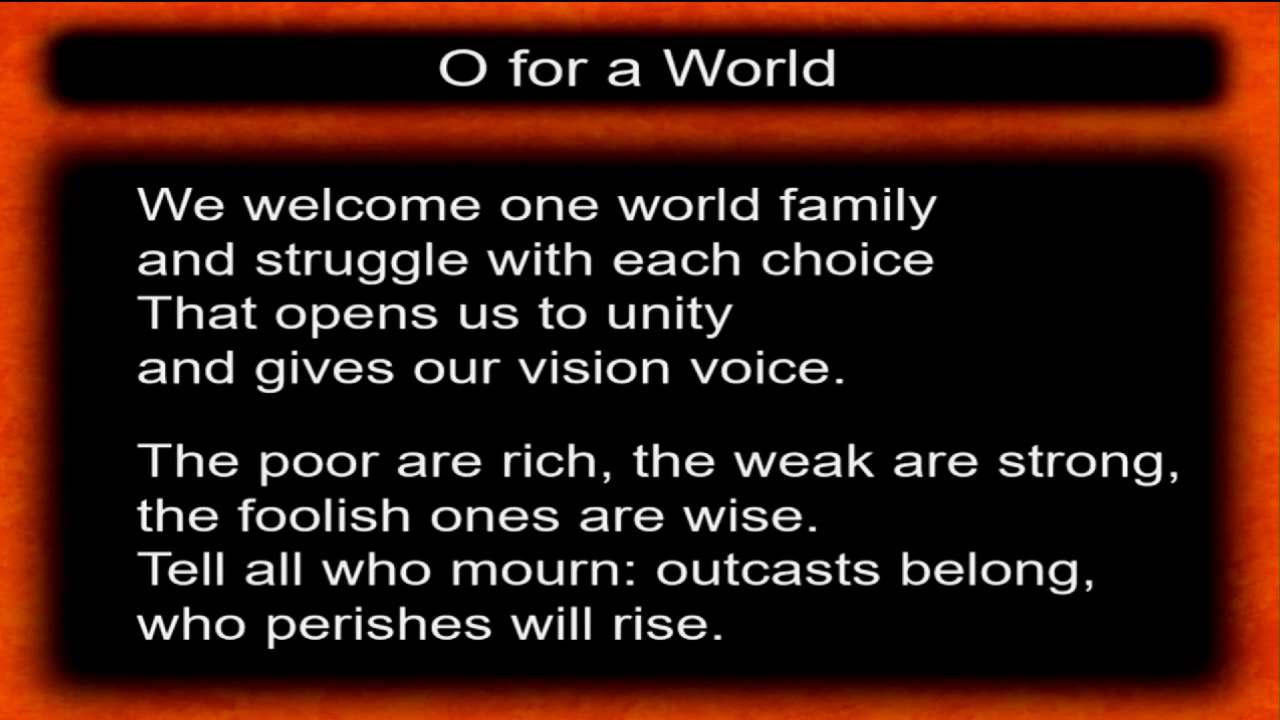 O for a World
We welcome one world family
and struggle with each choice
That opens us to unity
and gives our vision voice.
The poor are rich, the weak are strong,
the foolish ones are wise.
Tell all who mourn: outcasts belong,
who perishes will rise.